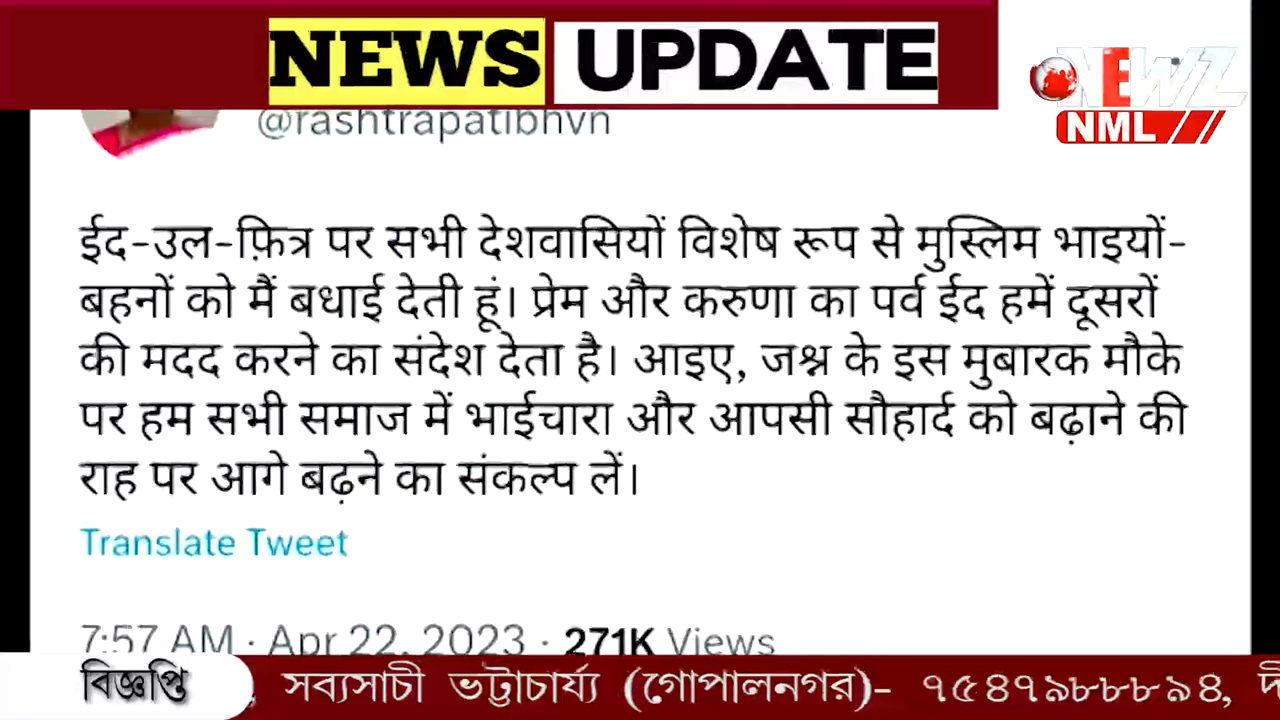 NEWS UPDATE
NEWZ
NML
@rashtrapatibhvn
ईद-उल-फ़ित्र पर सभी देशवासियों विशेष रूप से मुस्लिम भाइयों-
बहनों को मैं बधाई देती हूं। प्रेम और करुणा का पर्व ईद हमें दूसरों
की मदद करने का संदेश देता है। आइए, जश्न के इस मुबारक मौके
पर हम सभी समाज में भाईचारा और आपसी सौहार्द को बढ़ाने की
राह पर आगे बढ़ने का संकल्प लें।
Translate Tweet
7:57 AM · Apr 22, 2023 · 271K Views
বিজ্ঞপ্তি , সব্যসাচী ভট্টাচার্য্য (গোপালনগর)- ৭৫৪৭৯৮৮৮৯৪,